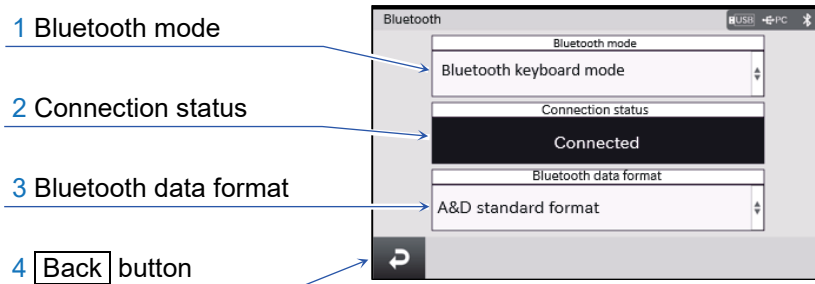 1 Bluetooth mode
2 Connection status
3 Bluetooth data format
4 Back button
Bluetooth
USB PC
Bluetooth mode
Bluetooth keyboard mode
Connection status
Connected
Bluetooth data format
A&D standard format